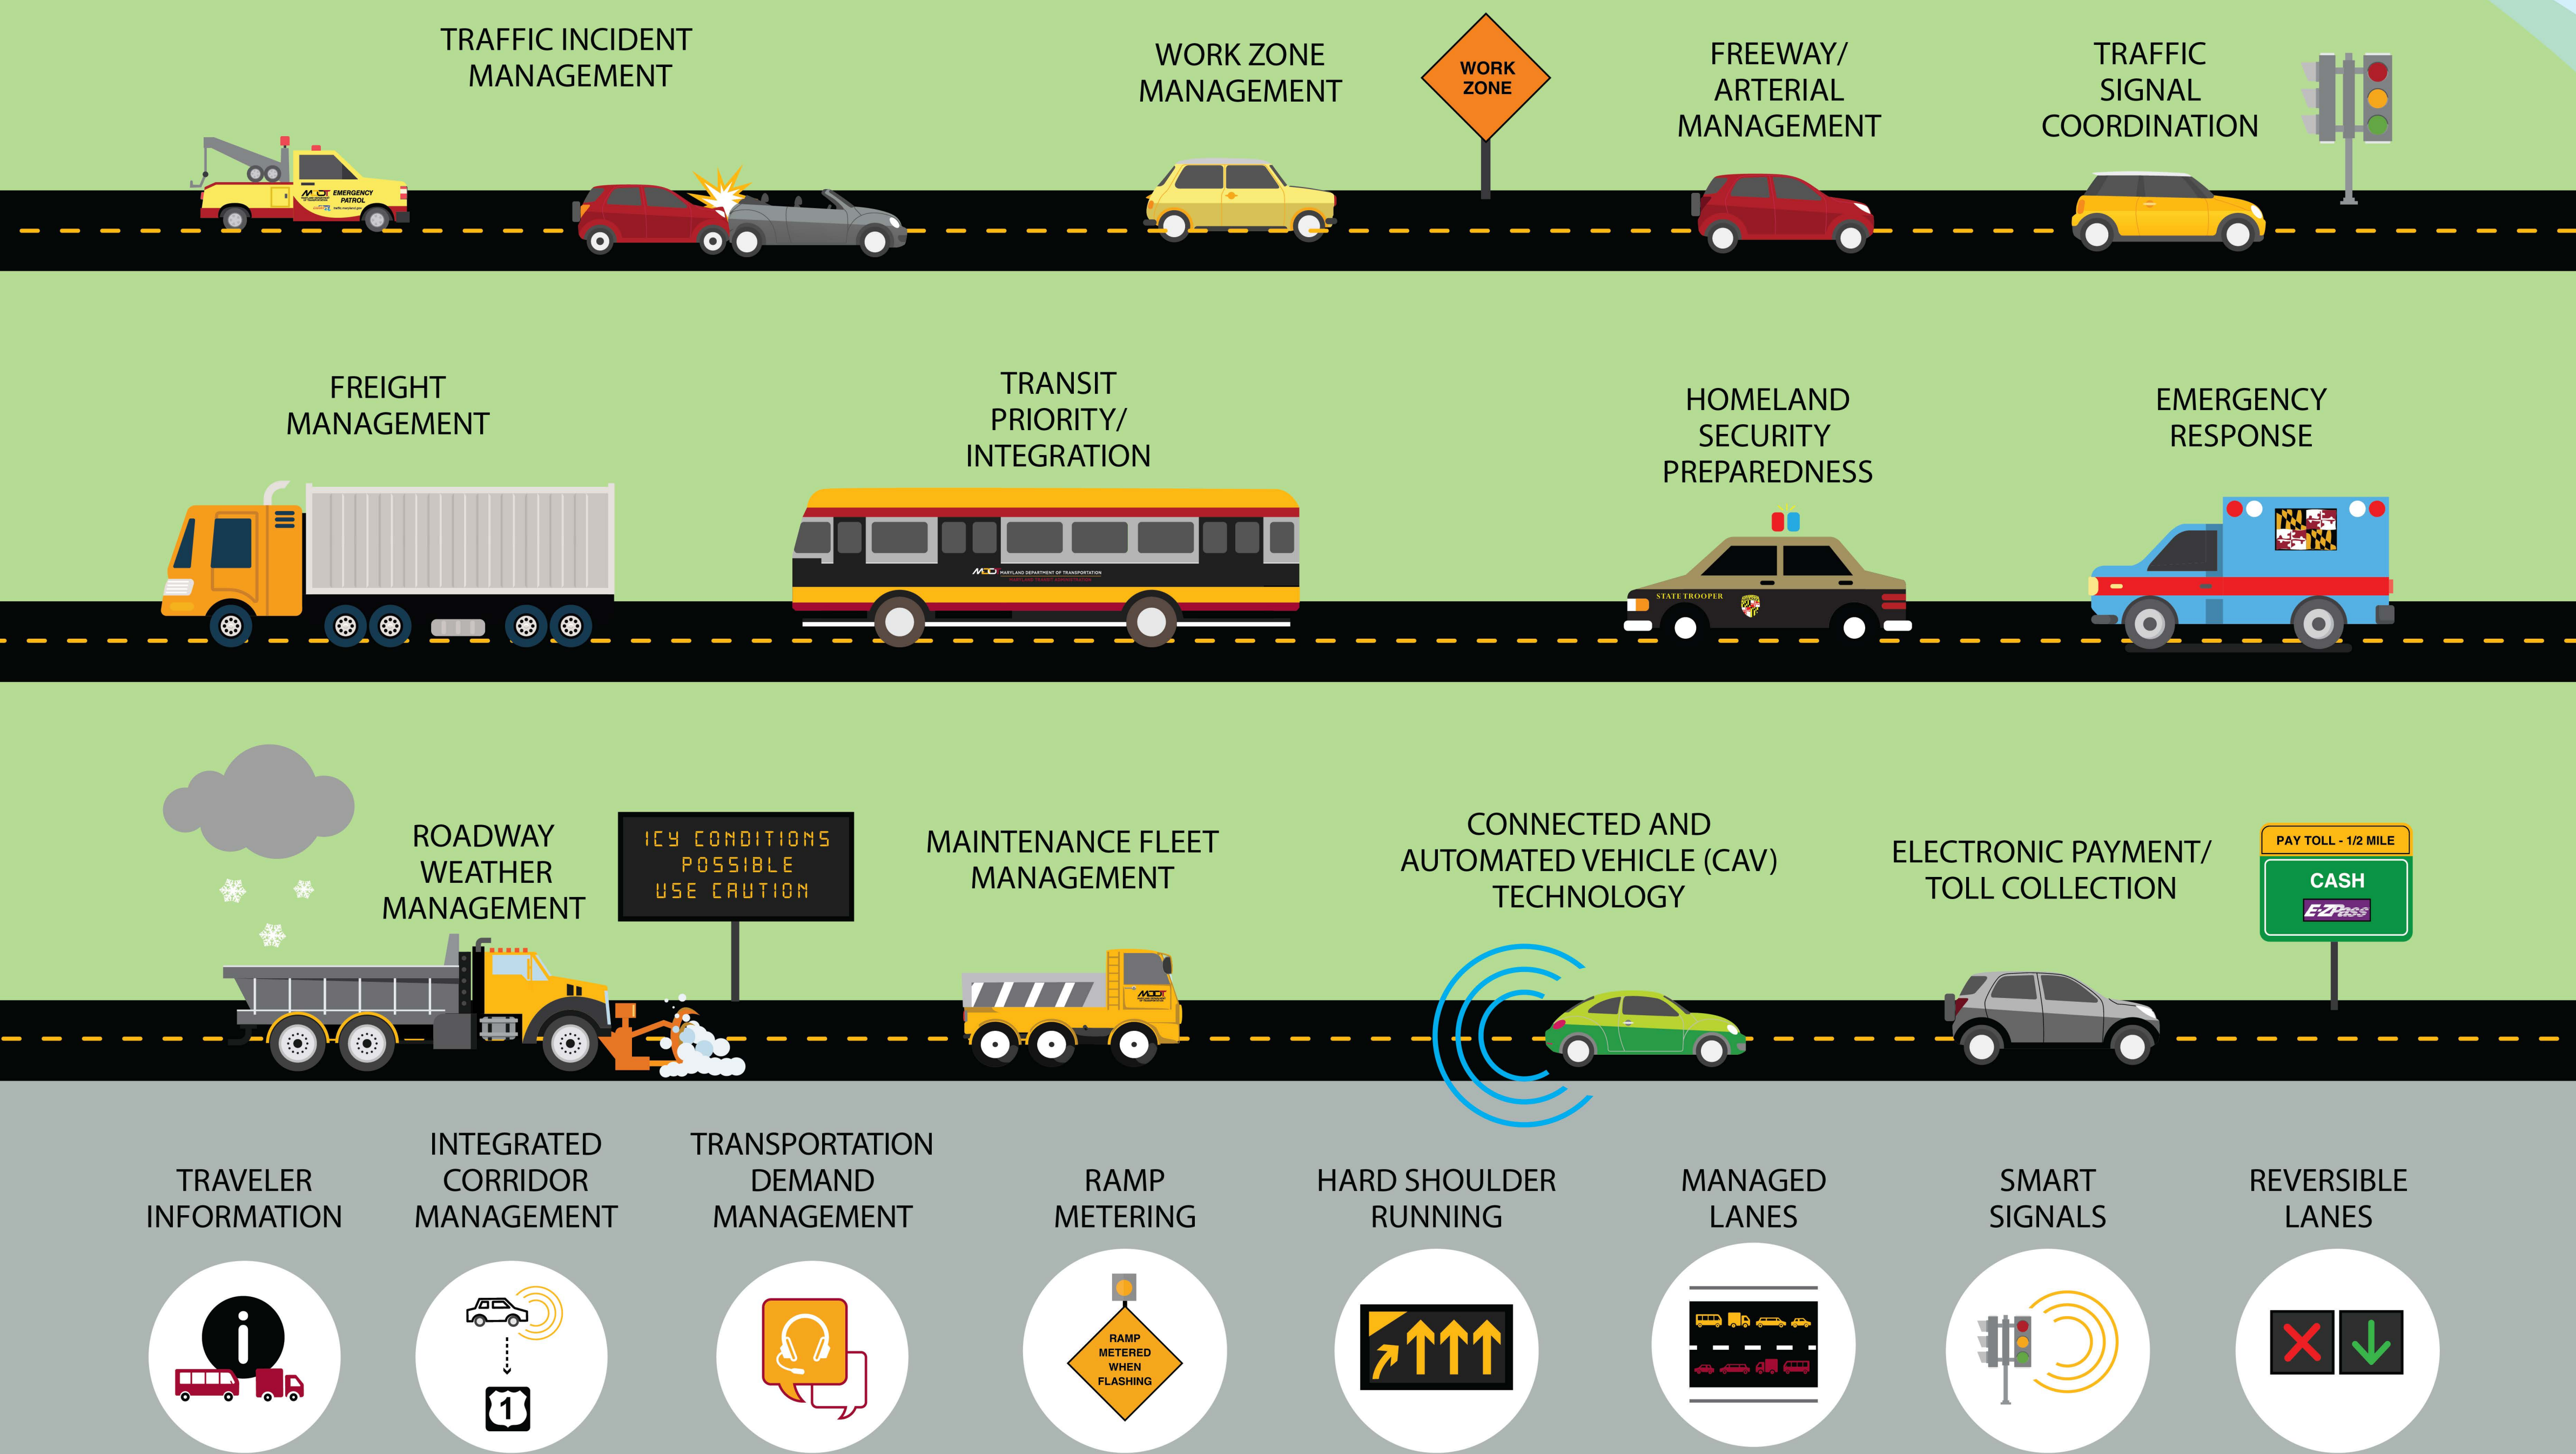 TRAFFIC INCIDENT
MANAGEMENT
WORK ZONE
MANAGEMENT
WORK
ZONE
FREEWAY/
ARTERIAL
MANAGEMENT
TRAFFIC
SIGNAL
COORDINATION
EMERGENCY
PATROL
FREIGHT
MANAGEMENT
TRANSIT
PRIORITY/
INTEGRATION
MARYLAND DEPARTMENT OF TRANSPORTATION
MARYLAND TRANSIT ADMINISTRATION
HOMELAND
SECURITY
PREPAREDNESS
STATE TROOPER
EMERGENCY
RESPONSE
ROADWAY
WEATHER
MANAGEMENT
ICY CONDITIONS
POSSIBLE
USE CAUTION
MAINTENANCE FLEET
MANAGEMENT
MDOT
CONNECTED AND
AUTOMATED VEHICLE (CAV)
TECHNOLOGY
ELECTRONIC PAYMENT/
TOLL COLLECTION
PAY TOLL - 1/2 MILE
CASH
E-ZPass
TRAVELER
INFORMATION
i
INTEGRATED
CORRIDOR
MANAGEMENT
1
TRANSPORTATION
DEMAND
MANAGEMENT
RAMP
METERING
RAMP
METERED
WHEN
FLASHING
HARD SHOULDER
RUNNING
MANAGED
LANES
SMART
SIGNALS
REVERSIBLE
LANES